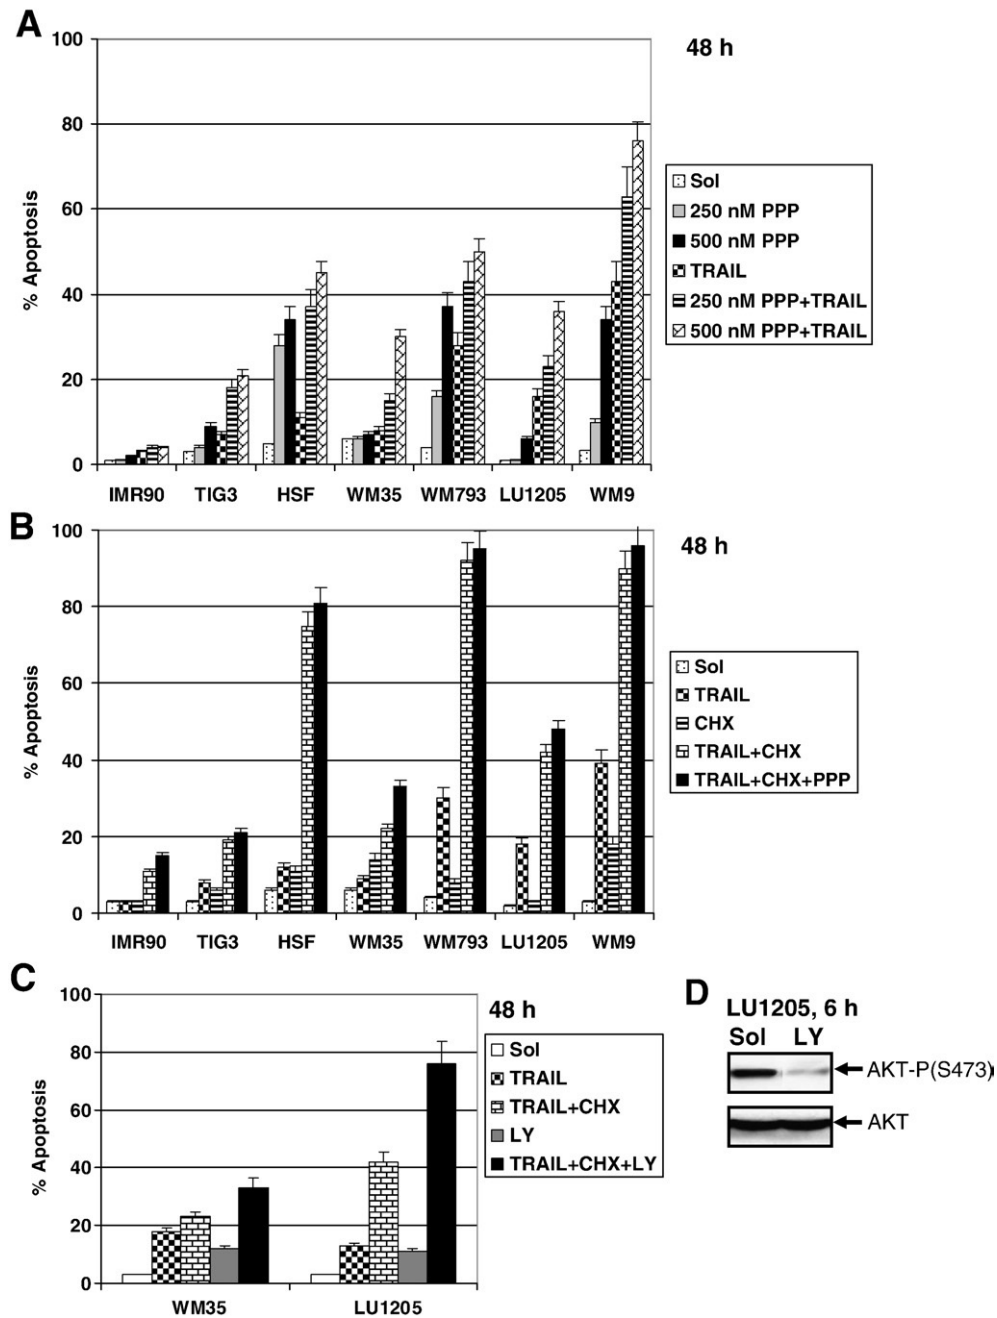 A
48 h
100
80
60
40
20
0
% Apoptosis
IMR90 TIG3 HSF WM35 WM793 LU1205 WM9
Sol
250 nM PPP
500 nM PPP
TRAIL
250 nM PPP+TRAIL
500 nM PPP+TRAIL
B
48 h
100
80
60
40
20
0
% Apoptosis
IMR90 TIG3 HSF WM35 WM793 LU1205 WM9
Sol
TRAIL
CHX
TRAIL+CHX
TRAIL+CHX+PPP
C
48 h
100
80
60
40
20
0
% Apoptosis
WM35 LU1205
Sol
TRAIL
TRAIL+CHX
LY
TRAIL+CHX+LY
D
LU1205, 6 h
Sol LY
AKT-P(S473)
AKT